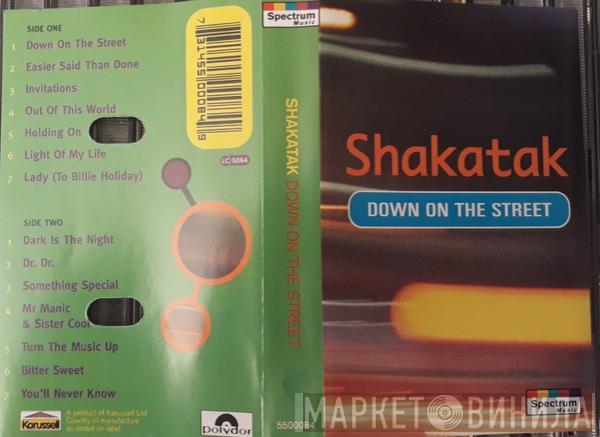 SIDE ONE
1 Down On The Street
2 Easier Said Than Done
3 Invitations
4 Out Of This World
5 Holding On
6 Light Of My Life
7 Lady (To Billie Holiday)
SIDE TWO
1 Dark Is The Night
2 Dr. Dr.
3 Something Special
4 Mr Manic
& Sister Cool
5 Turn The Music Up
6 Bitter Sweet
7 You'll Never Know
Karussell
A product of Karussell Ltd
Country of manufacture
as stated on label
LC 5064
Polydor
Spectrum
Music
SHAKATAK DOWN ON THE STREET
5500084
Shakatak
DOWN ON THE STREET
Spectrum
Music
МАРКЕТ ВИНИЛА